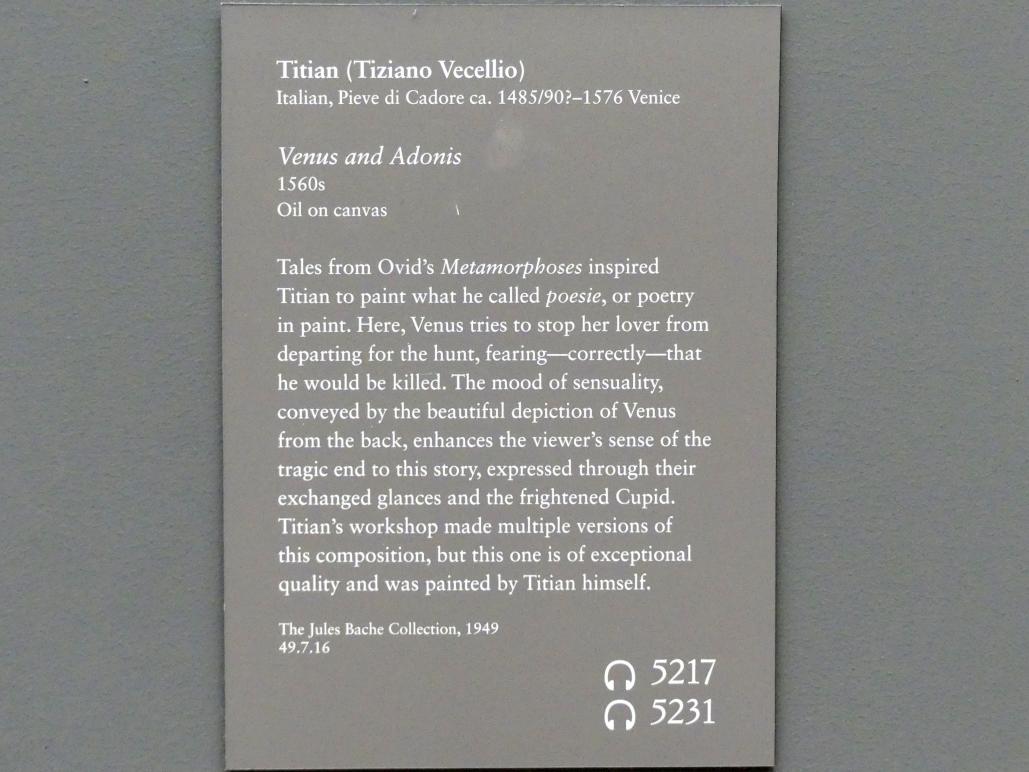 Titian (Tiziano Vecellio)
Italian, Pieve di Cadore ca. 1485/90?–1576 Venice
Venus and Adonis
1560s
Oil on canvas
Tales from Ovid’s Metamorphoses inspired
Titian to paint what he called poesie, or poetry
in paint. Here, Venus tries to stop her lover from
departing for the hunt, fearing—correctly—that
he would be killed. The mood of sensuality,
conveyed by the beautiful depiction of Venus
from the back, enhances the viewer’s sense of the
tragic end to this story, expressed through their
exchanged glances and the frightened Cupid.
Titian’s workshop made multiple versions of
this composition, but this one is of exceptional
quality and was painted by Titian himself.
The Jules Bache Collection, 1949
49.7.16
5217
5231